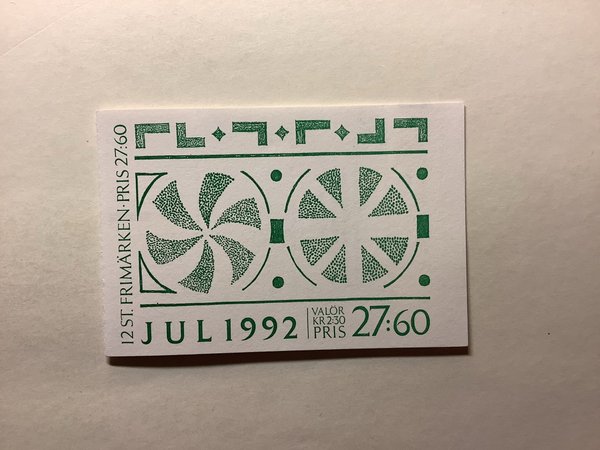 12 ST. FRIMÄRKEN · PRIS 27:60
JUL 1992
VALÖR
KR 2:30
PRIS
27:60